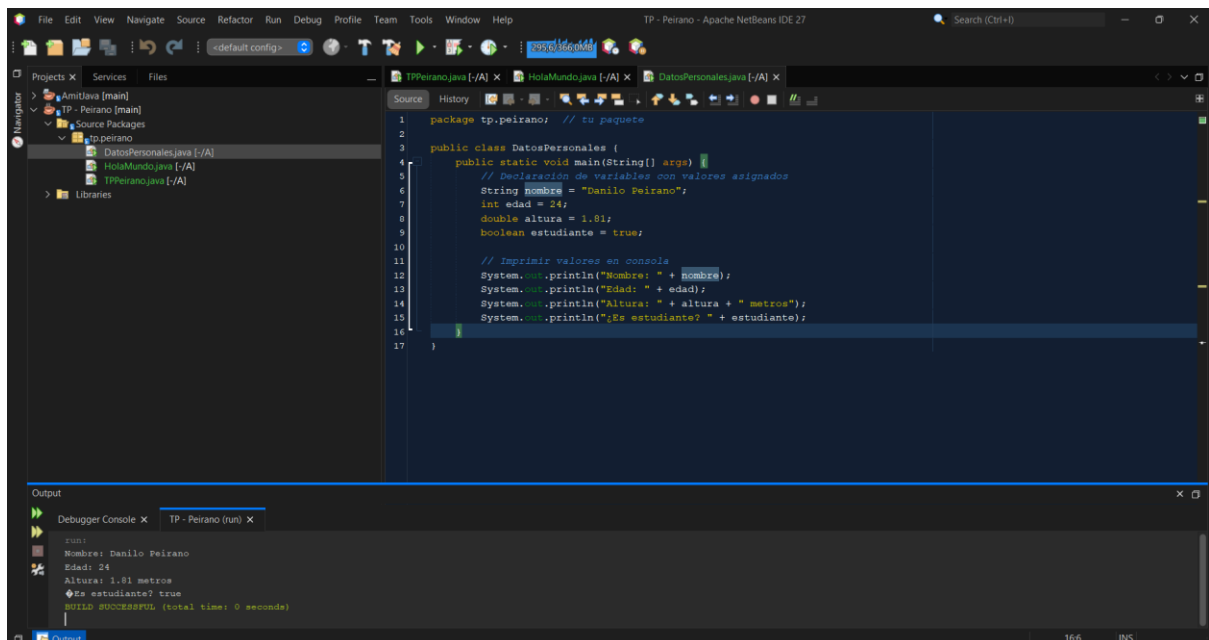 File Edit View Navigate Source Refactor Run Debug Profile Team Tools Window Help TP - Peirano - Apache NetBeans IDE 27 Search (Ctrl+I)
<default config> 295,6/366,0MB
Projects Services Files
TPPeirano.java [-/A] HolaMundo.java [-/A] DatosPersonales.java [-/A]
Navigator
AmitJava [main]
TP - Peirano [main]
Source Packages
tp.peirano
DatosPersonales.java [-/A]
HolaMundo.java [-/A]
TPPeirano.java [-/A]
Libraries
Source History
1 package tp.peirano; // tu paquete
2
3 public class DatosPersonales {
4 public static void main(String[] args) {
5 // Declaración de variables con valores asignados
6 String nombre = "Danilo Peirano";
7 int edad = 24;
8 double altura = 1.81;
9 boolean estudiante = true;
10
11 // Imprimir valores en consola
12 System.out.println("Nombre: " + nombre);
13 System.out.println("Edad: " + edad);
14 System.out.println("Altura: " + altura + " metros");
15 System.out.println("¿Es estudiante? " + estudiante);
16 }
17 }
Output
Debugger Console TP - Peirano (run)
run:
Nombre: Danilo Peirano
Edad: 24
Altura: 1.81 metros
�Es estudiante? true
BUILD SUCCESSFUL (total time: 0 seconds)
Output 16:6 INS